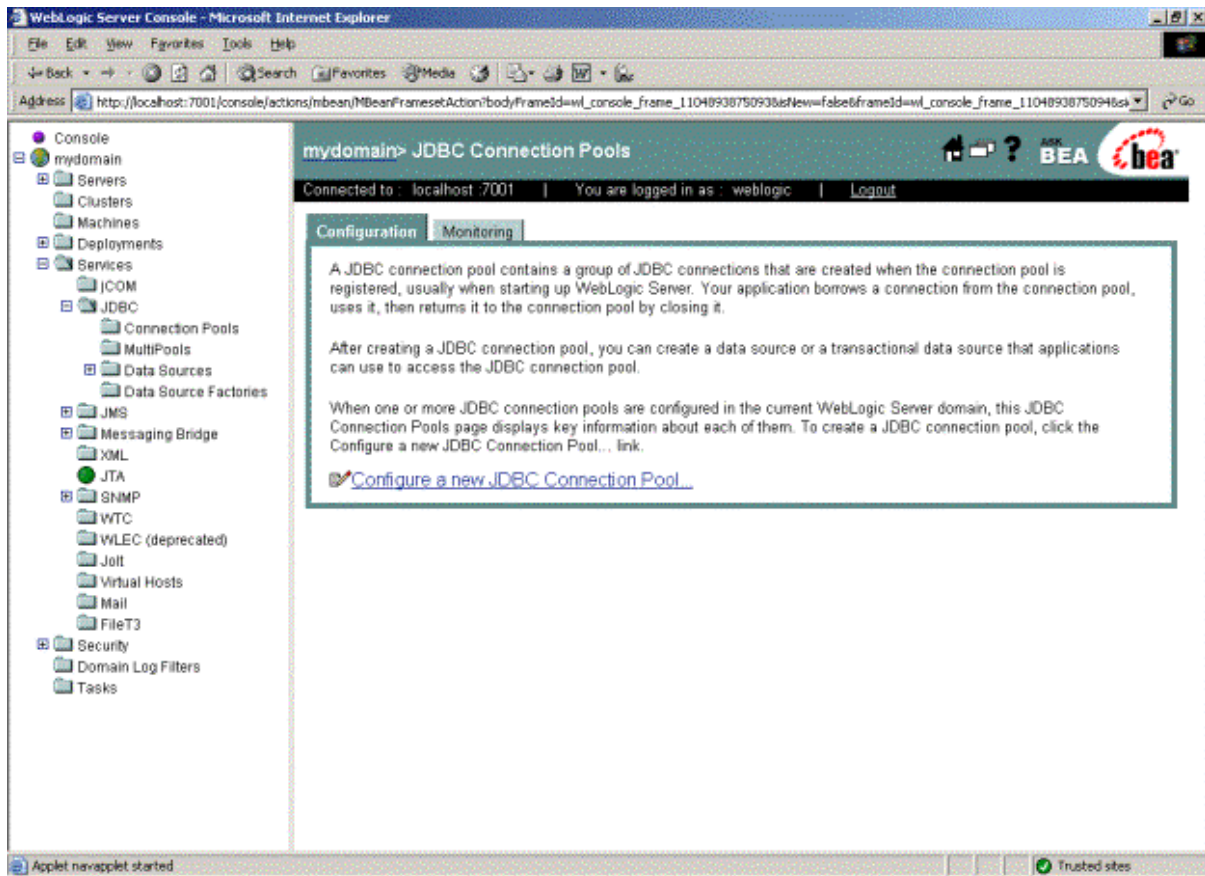 WebLogic Server Console - Microsoft Internet Explorer
File Edit View Favorites Tools Help
Back Search Favorites Media
Address http://localhost:7001/console/actions/mbean/MBeanFramesetAction?bodyFrameId=wl_console_frame_1104893875093&isNew=false&frameId=wl_console_frame_1104893875094&si Go
Console
mydomain
Servers
Clusters
Machines
Deployments
Services
JCOM
JDBC
Connection Pools
MultiPools
Data Sources
Data Source Factories
JMS
Messaging Bridge
XML
JTA
SNMP
WTC
WLEC (deprecated)
Jolt
Virtual Hosts
Mail
FileT3
Security
Domain Log Filters
Tasks
mydomain> JDBC Connection Pools
? ASK BEA bea
Connected to : localhost :7001 | You are logged in as : weblogic | Logout
Configuration Monitoring
A JDBC connection pool contains a group of JDBC connections that are created when the connection pool is
registered, usually when starting up WebLogic Server. Your application borrows a connection from the connection pool,
uses it, then returns it to the connection pool by closing it.
After creating a JDBC connection pool, you can create a data source or a transactional data source that applications
can use to access the JDBC connection pool.
When one or more JDBC connection pools are configured in the current WebLogic Server domain, this JDBC
Connection Pools page displays key information about each of them. To create a JDBC connection pool, click the
Configure a new JDBC Connection Pool... link.
Configure a new JDBC Connection Pool...
Applet navapplet started
Trusted sites